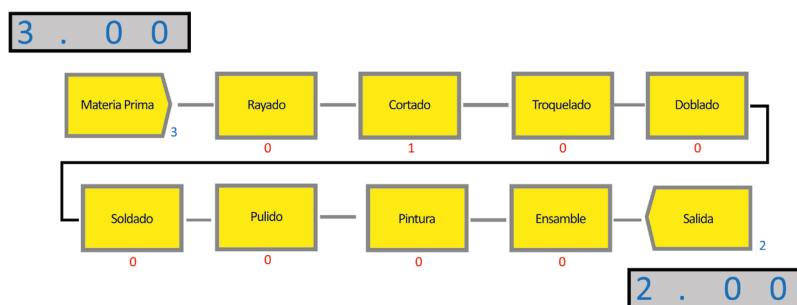 3 . 0 0
Materia Prima Rayado Cortado Troquelado Doblado
3 0 1 0 0
Soldado Pulido Pintura Ensamble Salida
0 0 0 0 2
2 . 0 0